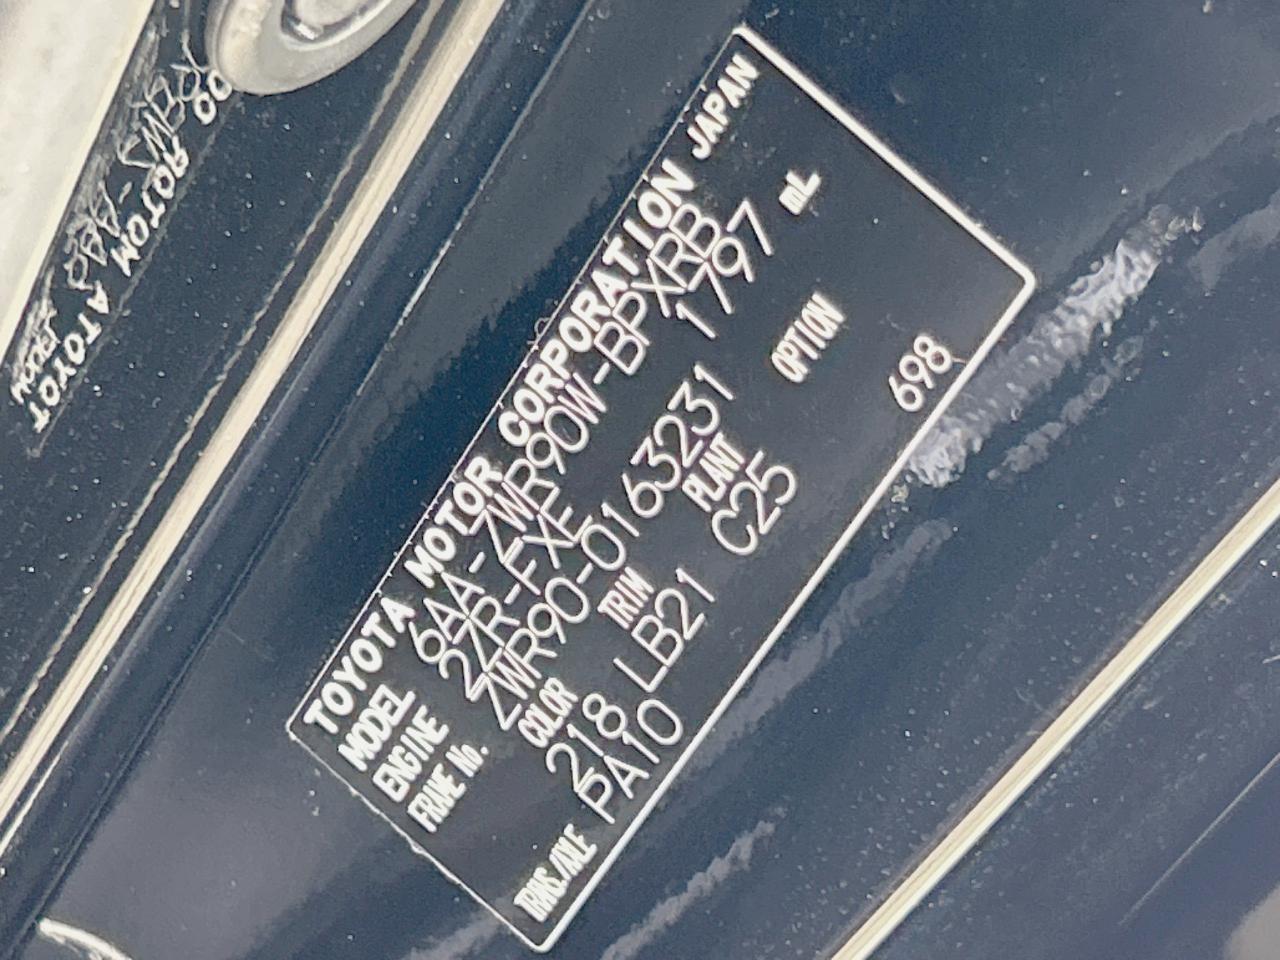 TOYOTA MOTOR CORPORATION JAPAN
MODEL 6AA-ZWR90W-BPXRB
ENGINE 2ZR-FXE 1797 mL
FRAME No. ZWR90-0163231
COLOR TRIM PLANT OPTION
218 LB21 C25
TRANS./AXLE PA10 698